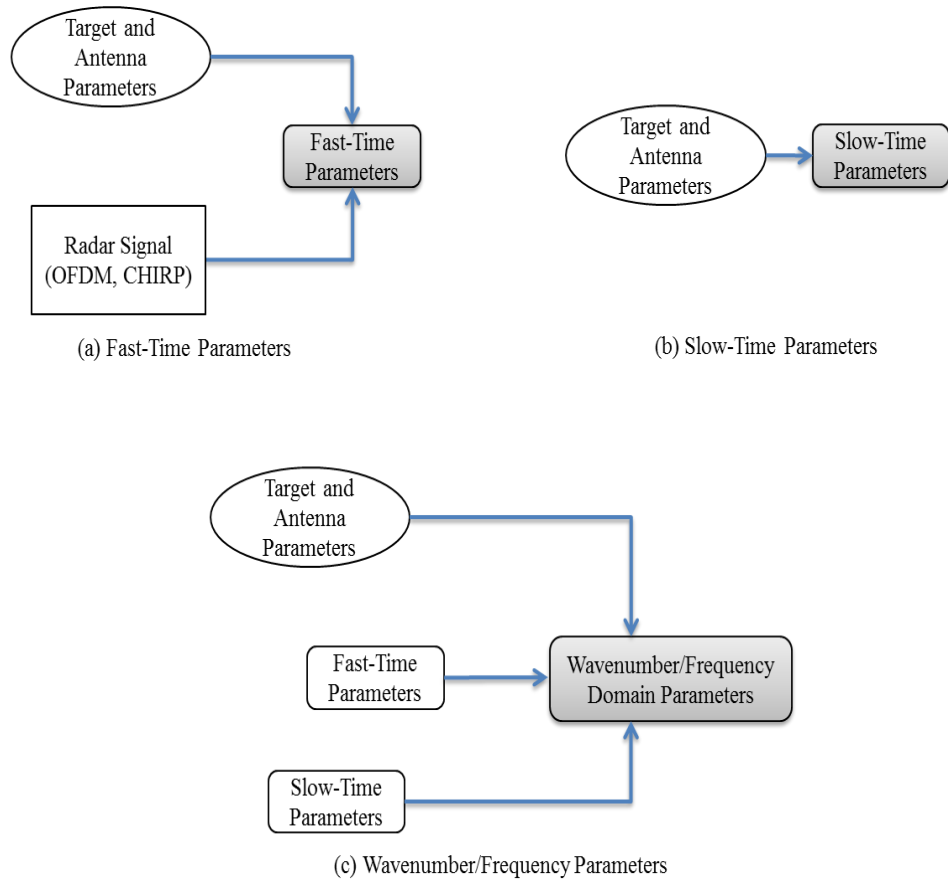 Target and
Antenna
Parameters
Fast-Time
Parameters
Radar Signal
(OFDM, CHIRP)
(a) Fast-Time Parameters
Target and
Antenna
Parameters
Slow-Time
Parameters
(b) Slow-Time Parameters
Target and
Antenna
Parameters
Fast-Time
Parameters
Wavenumber/Frequency
Domain Parameters
Slow-Time
Parameters
(c) Wavenumber/Frequency Parameters